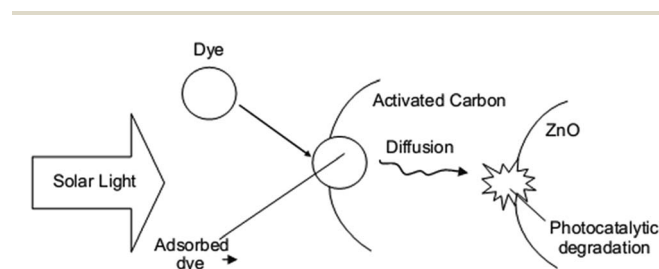 Dye
Activated Carbon
ZnO
Diffusion
Solar Light
Photocatalytic
degradation
Adsorbed
dye